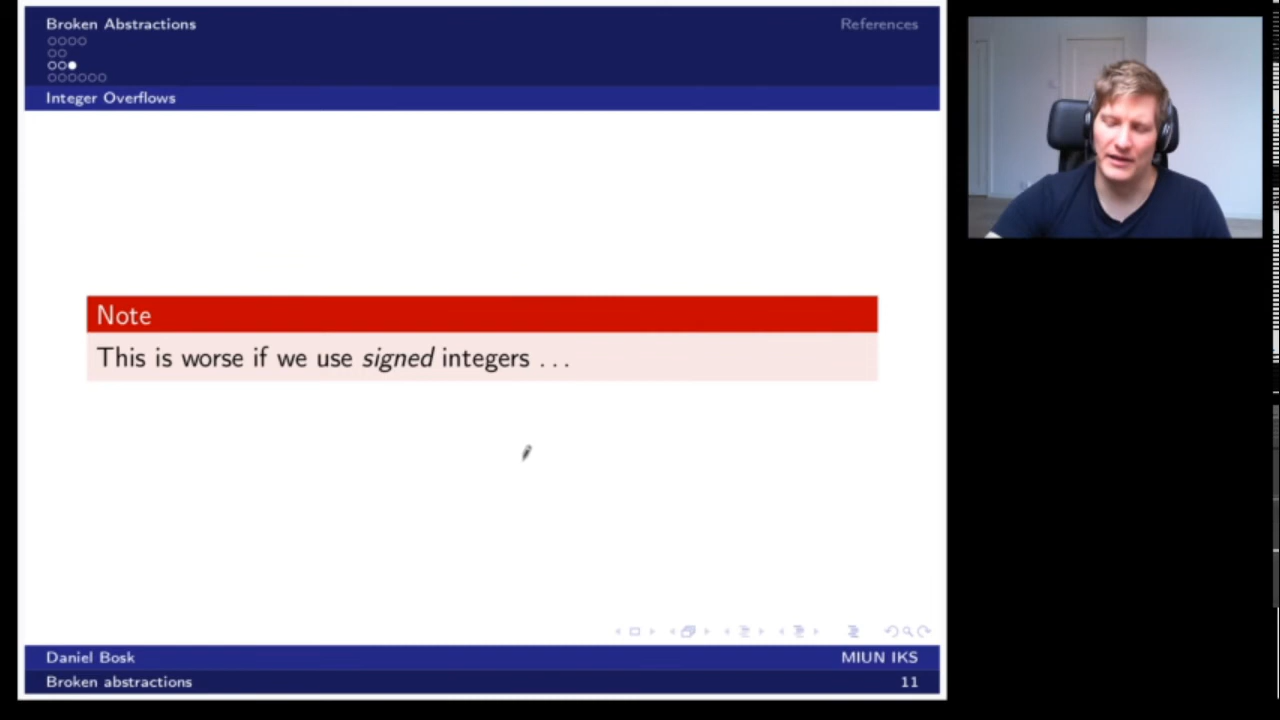 Broken Abstractions
References
Integer Overflows
Note
This is worse if we use signed integers ...
Daniel Bosk
MIUN IKS
Broken abstractions
11